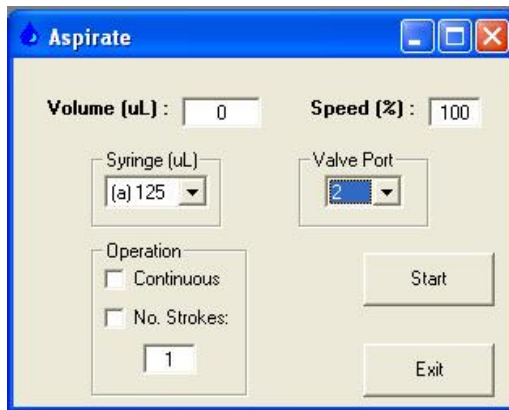 Aspirate
Volume (uL) : 0 Speed (%) : 100
Syringe (uL) Valve Port
(a) 125 2
Operation
Continuous
No. Strokes:
1
Start
Exit